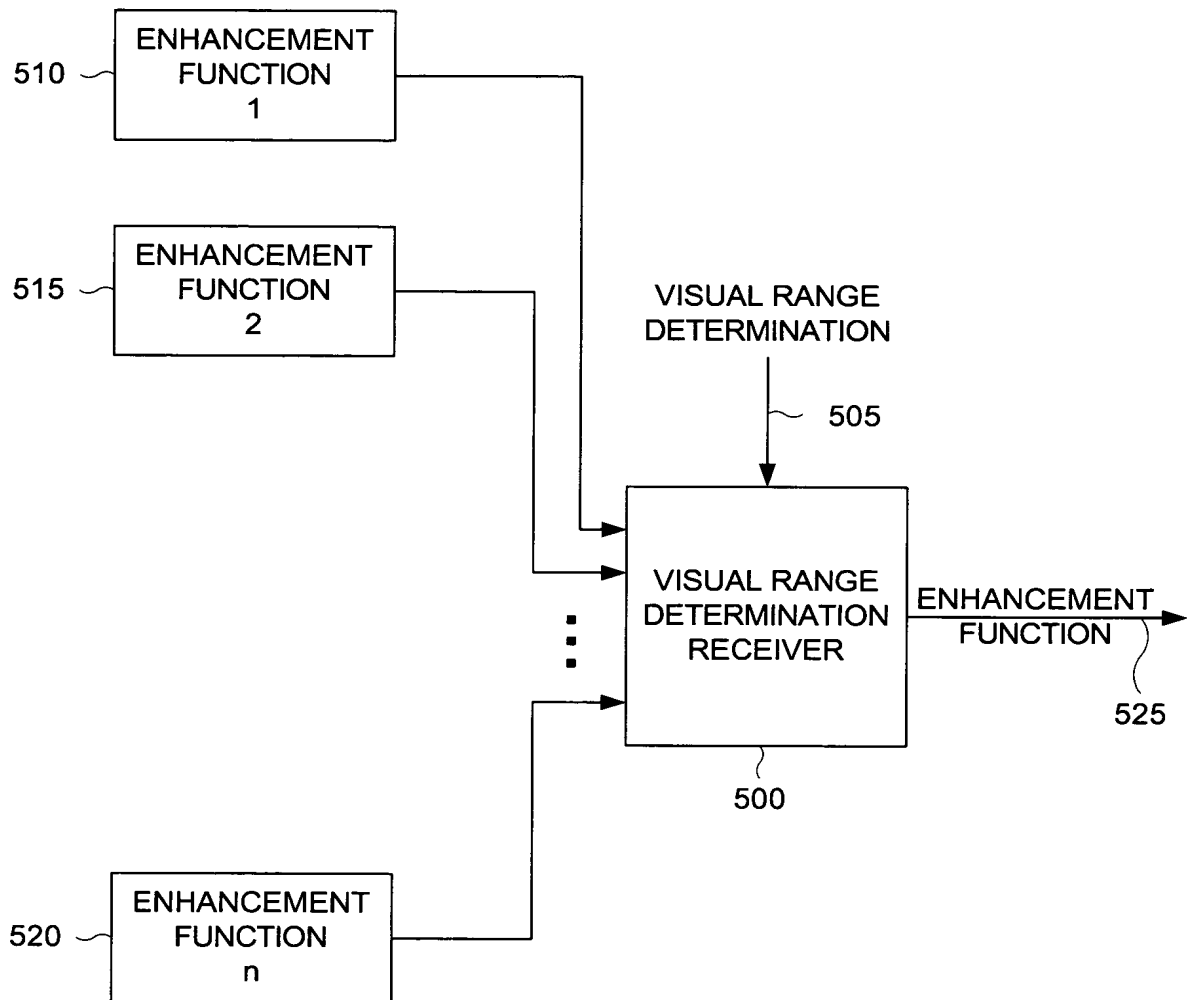 ENHANCEMENT
FUNCTION
1
510
ENHANCEMENT
FUNCTION
2
515
VISUAL RANGE
DETERMINATION
505
VISUAL RANGE
DETERMINATION
RECEIVER
500
ENHANCEMENT
FUNCTION
525
ENHANCEMENT
FUNCTION
n
520